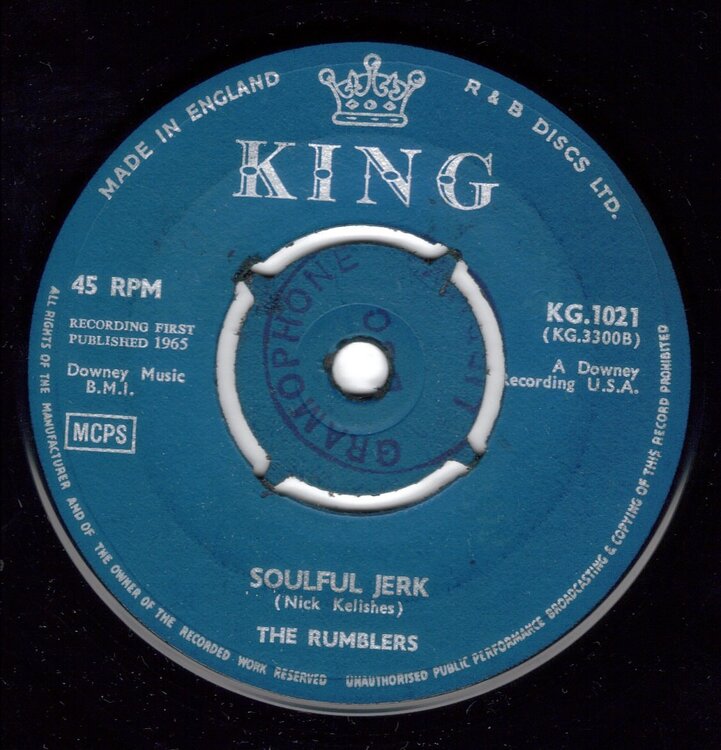 MADE IN ENGLAND
R & B DISCS LTD.
KING
45 RPM
RECORDING FIRST
PUBLISHED 1965
Downey Music
B.M.I.
MCPS
KG.1021
(KG.3300B)
A Downey
Recording U.S.A.
GRAMOPHONE
SOULFUL JERK
(Nick Kelishes)
THE RUMBLERS
ALL RIGHTS OF THE MANUFACTURER AND OF THE OWNER OF THE RECORDED WORK RESERVED
UNAUTHORISED PUBLIC PERFORMANCE BROADCASTING & COPYING OF THIS RECORD PROHIBITED